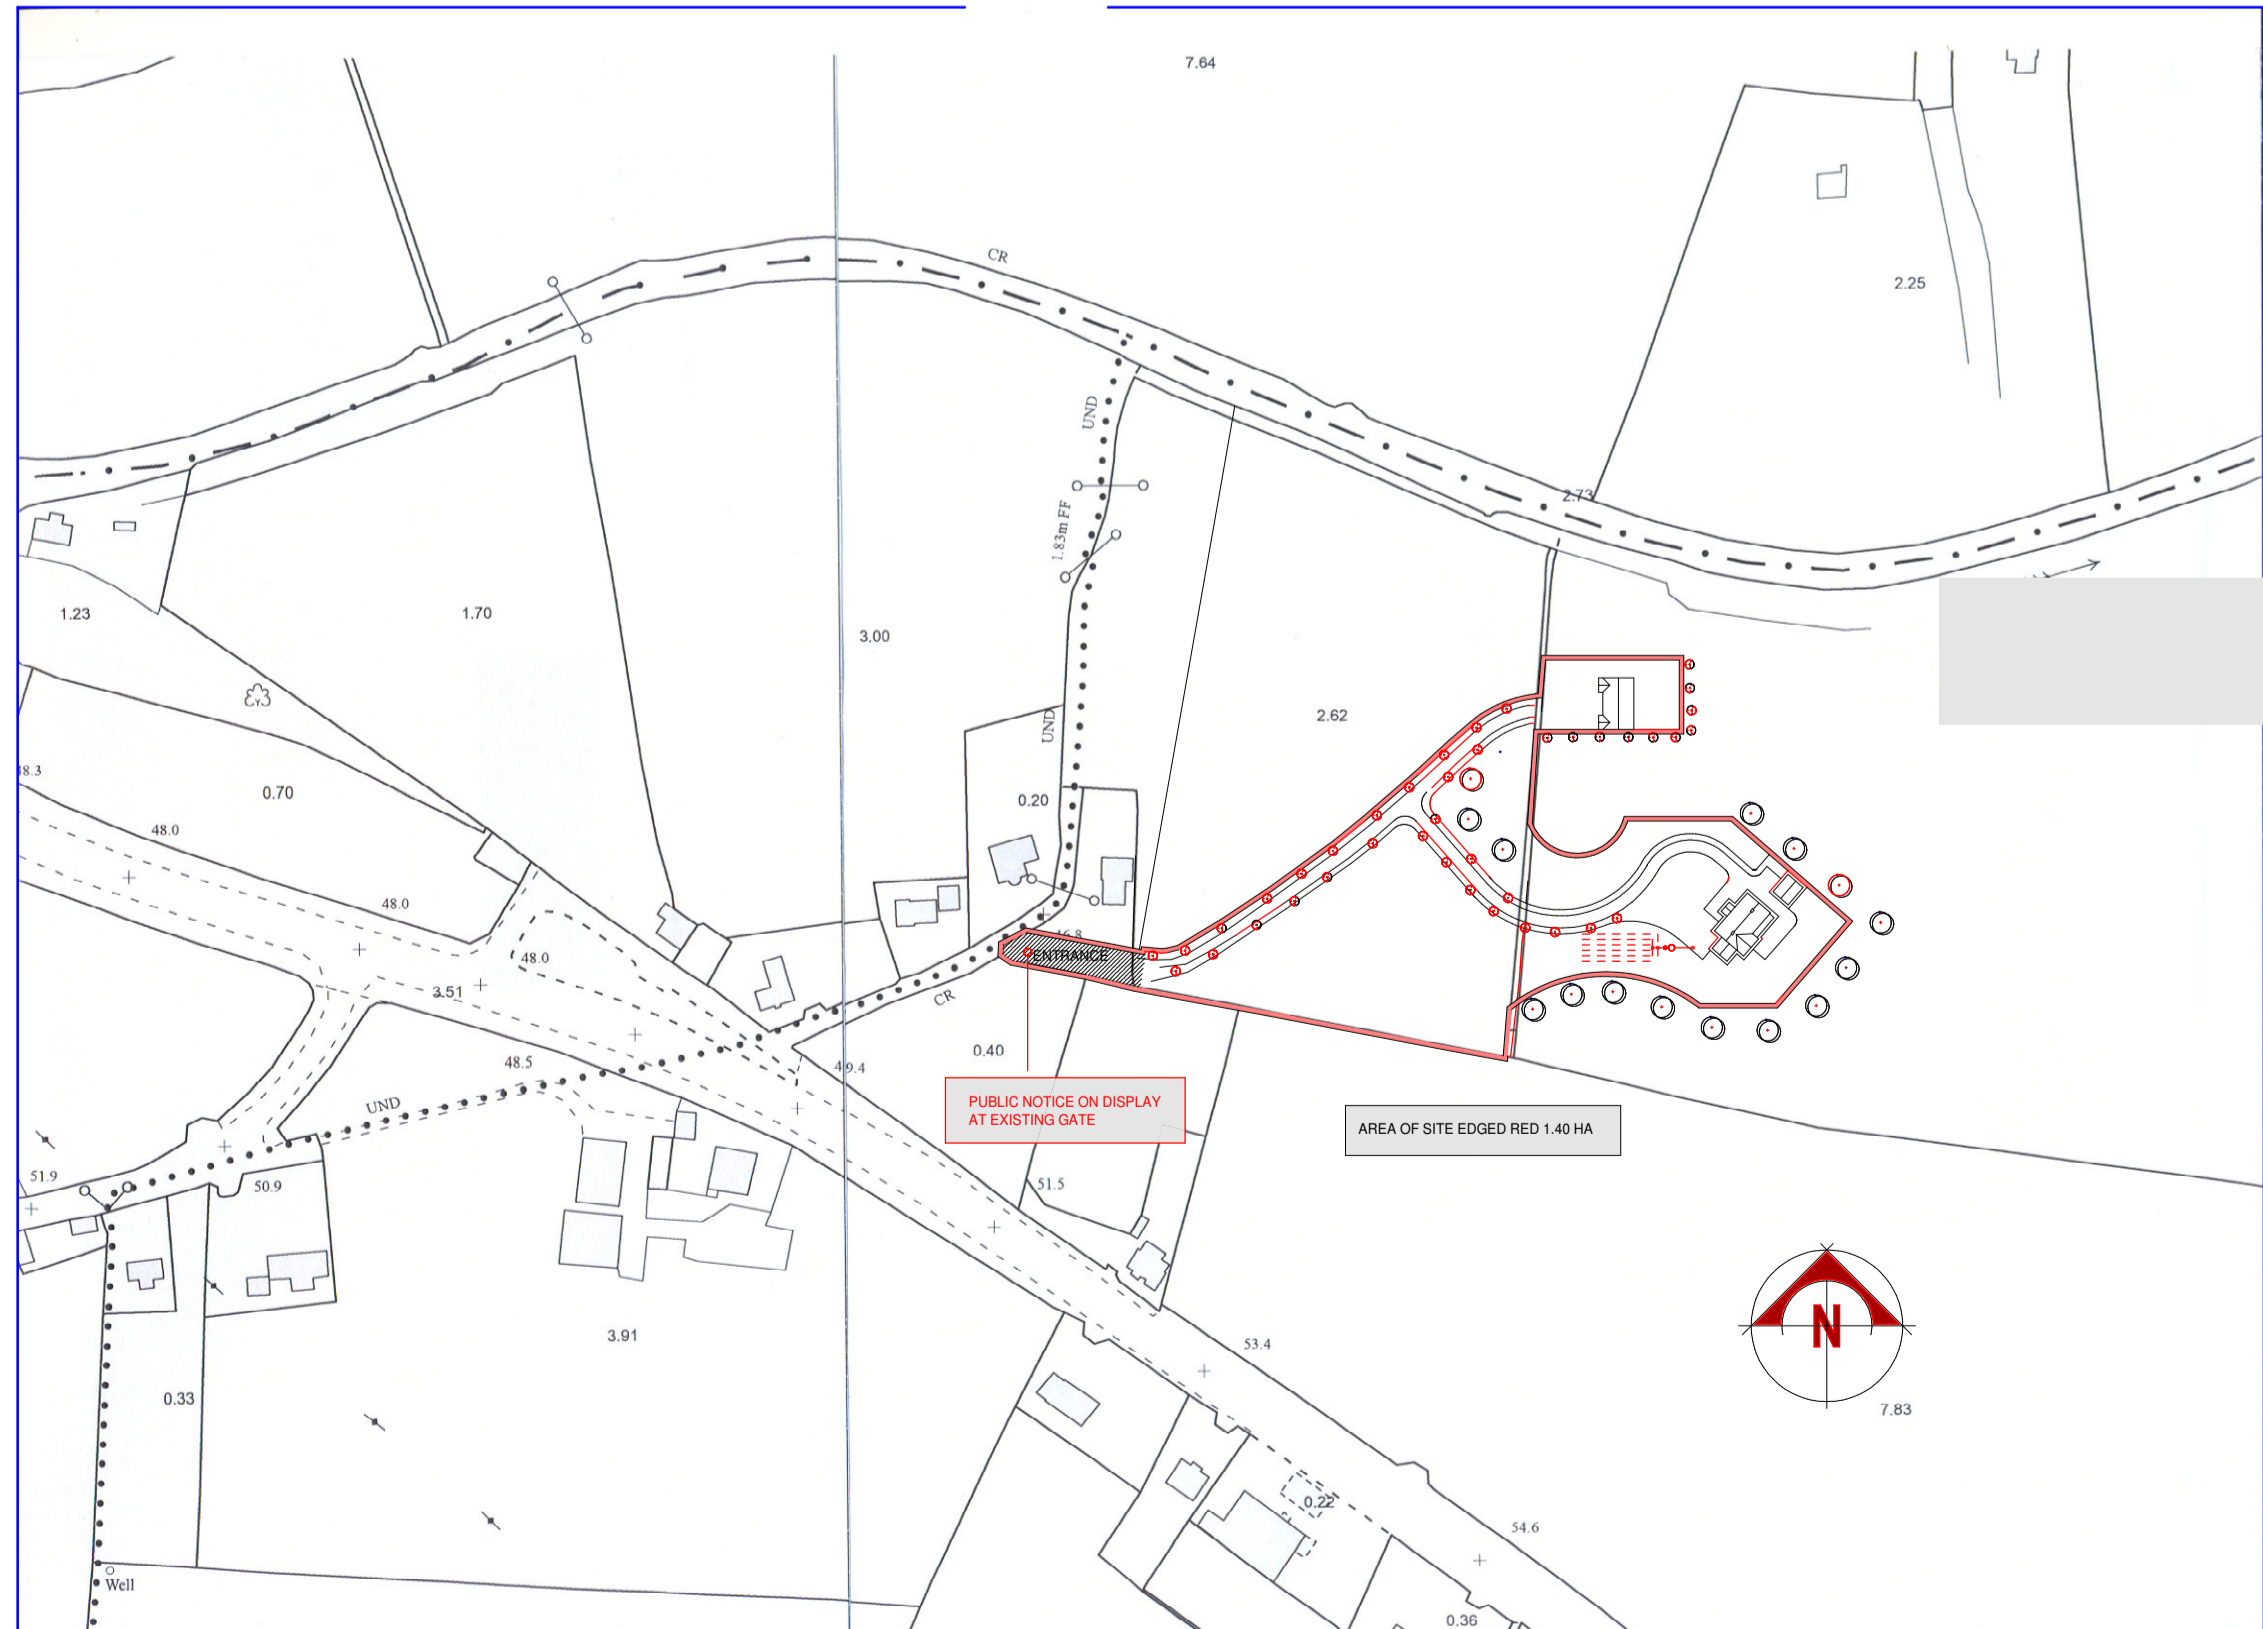 7.64
CR
2.25
UND
2.73
1.83m FF
1.23
1.70
3.00
UND
2.62
48.3
0.70
0.20
48.0
48.0
46.8
ENTRANCE
48.0
3.51
CR
0.40
48.5
49.4
UND
PUBLIC NOTICE ON DISPLAY
AT EXISTING GATE
AREA OF SITE EDGED RED 1.40 HA
51.9
50.9
51.5
N
3.91
53.4
0.33
7.83
0.22
54.6
Well
0.36